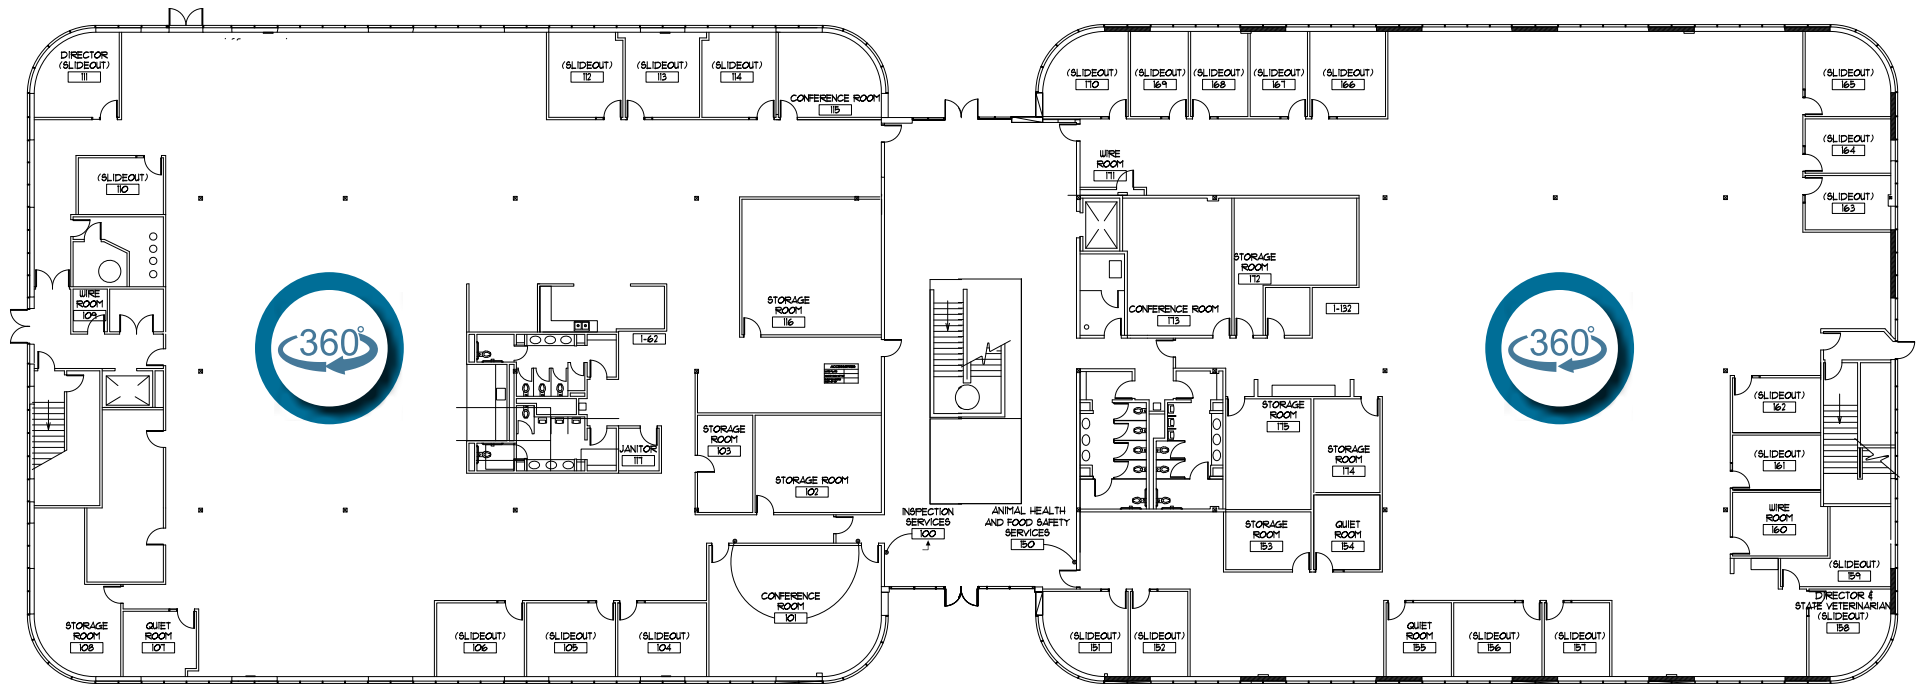 DIRECTOR
(SLIDEOUT)
111
(SLIDEOUT)
112
(SLIDEOUT)
113
(SLIDEOUT)
114
CONFERENCE ROOM
115
(SLIDEOUT)
170
(SLIDEOUT)
169
(SLIDEOUT)
168
(SLIDEOUT)
167
(SLIDEOUT)
166
(SLIDEOUT)
165
(SLIDEOUT)
164
(SLIDEOUT)
163
(SLIDEOUT)
110
WIRE
ROOM
171
WIRE
ROOM
109
360°
STORAGE
ROOM
116
1-62
STORAGE
ROOM
172
CONFERENCE ROOM
173
1-132
360°
JANITOR
117
STORAGE
ROOM
103
STORAGE ROOM
102
STORAGE
ROOM
175
STORAGE
ROOM
174
(SLIDEOUT)
162
(SLIDEOUT)
161
WIRE
ROOM
160
INSPECTION
SERVICES
100
ANIMAL HEALTH
AND FOOD SAFETY
SERVICES
150
STORAGE
ROOM
153
QUIET
ROOM
154
(SLIDEOUT)
159
DIRECTOR &
STATE VETERINARIAN
(SLIDEOUT)
158
STORAGE
ROOM
108
QUIET
ROOM
107
(SLIDEOUT)
106
(SLIDEOUT)
105
(SLIDEOUT)
104
CONFERENCE
ROOM
101
(SLIDEOUT)
151
(SLIDEOUT)
152
QUIET
ROOM
155
(SLIDEOUT)
156
(SLIDEOUT)
157